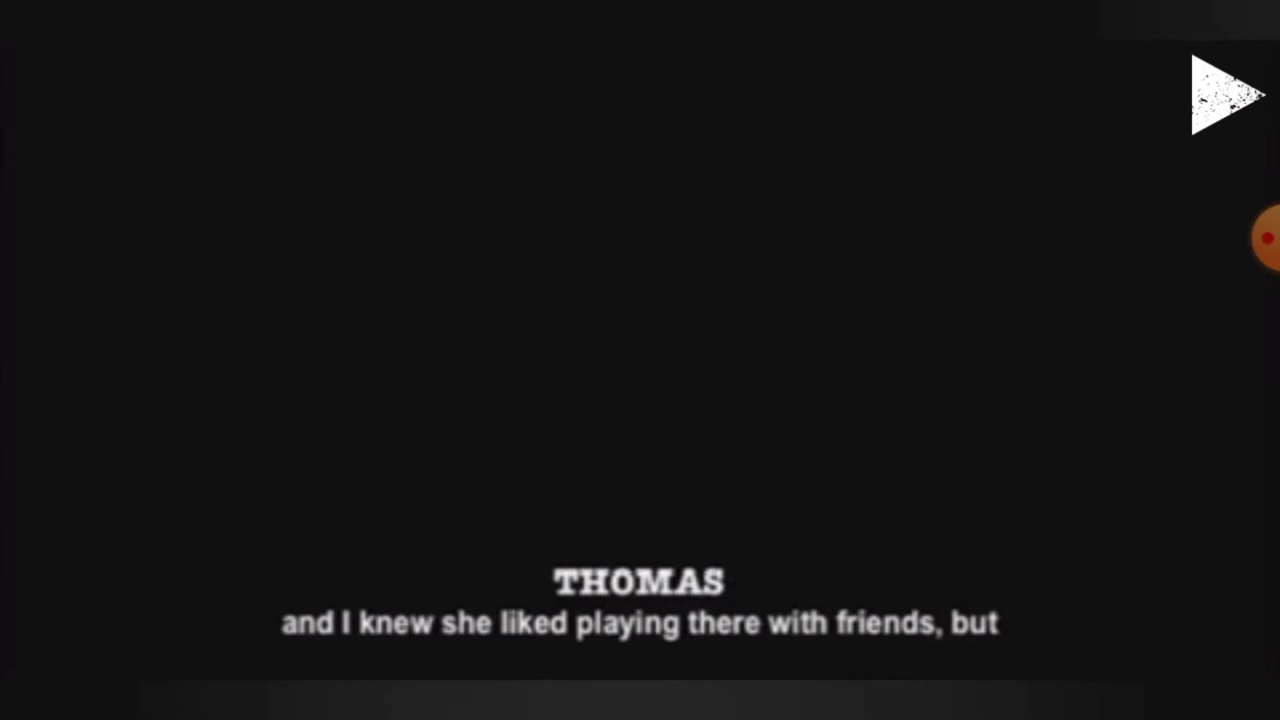 THOMAS
and I knew she liked playing there with friends, but